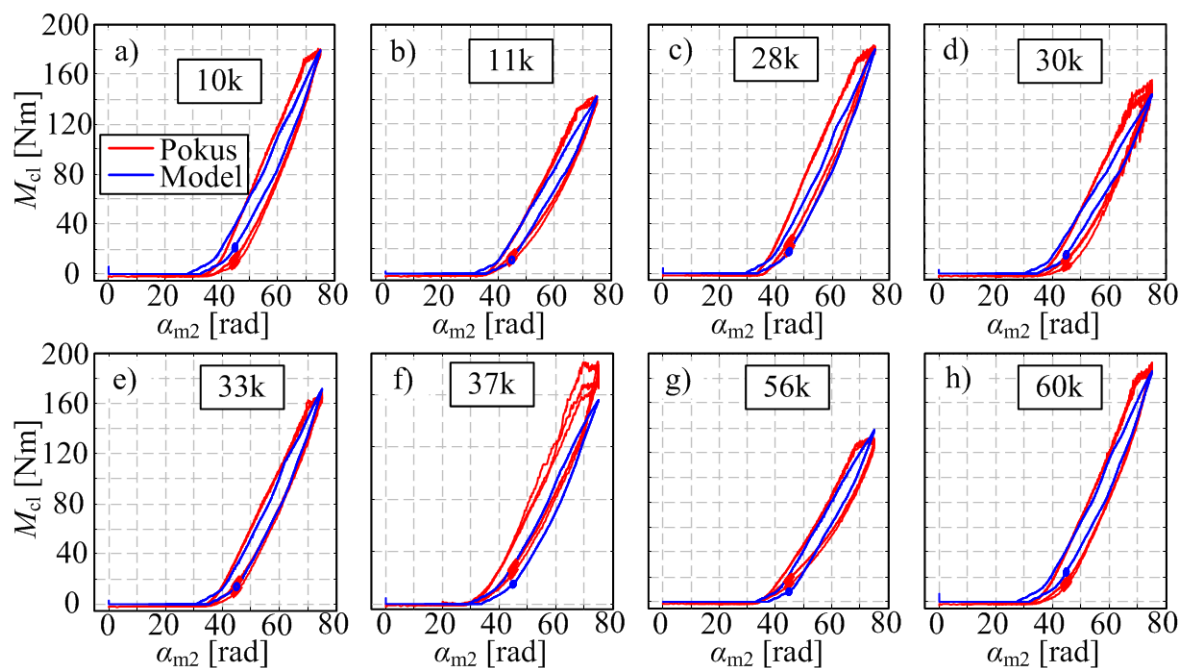 200
160
120
80
40
0
M_cl [Nm]
a)
10k
Pokus
Model
0 20 40 60 80
α_m2 [rad]
b)
11k
0 20 40 60 80
α_m2 [rad]
c)
28k
0 20 40 60 80
α_m2 [rad]
d)
30k
0 20 40 60 80
α_m2 [rad]
200
160
120
80
40
0
M_cl [Nm]
e)
33k
0 20 40 60 80
α_m2 [rad]
f)
37k
0 20 40 60 80
α_m2 [rad]
g)
56k
0 20 40 60 80
α_m2 [rad]
h)
60k
0 20 40 60 80
α_m2 [rad]